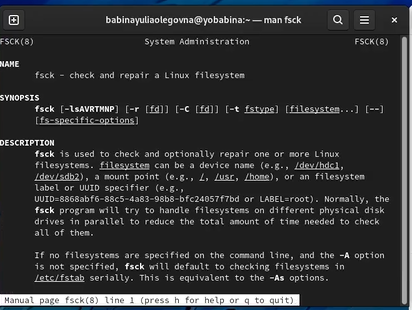 babinayuliaolegovna@yobabina:~ — man fsck
FSCK(8) System Administration FSCK(8)
NAME
fsck - check and repair a Linux filesystem
SYNOPSIS
fsck [-lsAVRTMNP] [-r [fd]] [-C [fd]] [-t fstype] [filesystem...] [--]
[fs-specific-options]
DESCRIPTION
fsck is used to check and optionally repair one or more Linux
filesystems. filesystem can be a device name (e.g., /dev/hdc1,
/dev/sdb2), a mount point (e.g., /, /usr, /home), or an filesystem
label or UUID specifier (e.g.,
UUID=8868abf6-88c5-4a83-98b8-bfc24057f7bd or LABEL=root). Normally, the
fsck program will try to handle filesystems on different physical disk
drives in parallel to reduce the total amount of time needed to check
all of them.
If no filesystems are specified on the command line, and the -A option
is not specified, fsck will default to checking filesystems in
/etc/fstab serially. This is equivalent to the -As options.
Manual page fsck(8) line 1 (press h for help or q to quit)